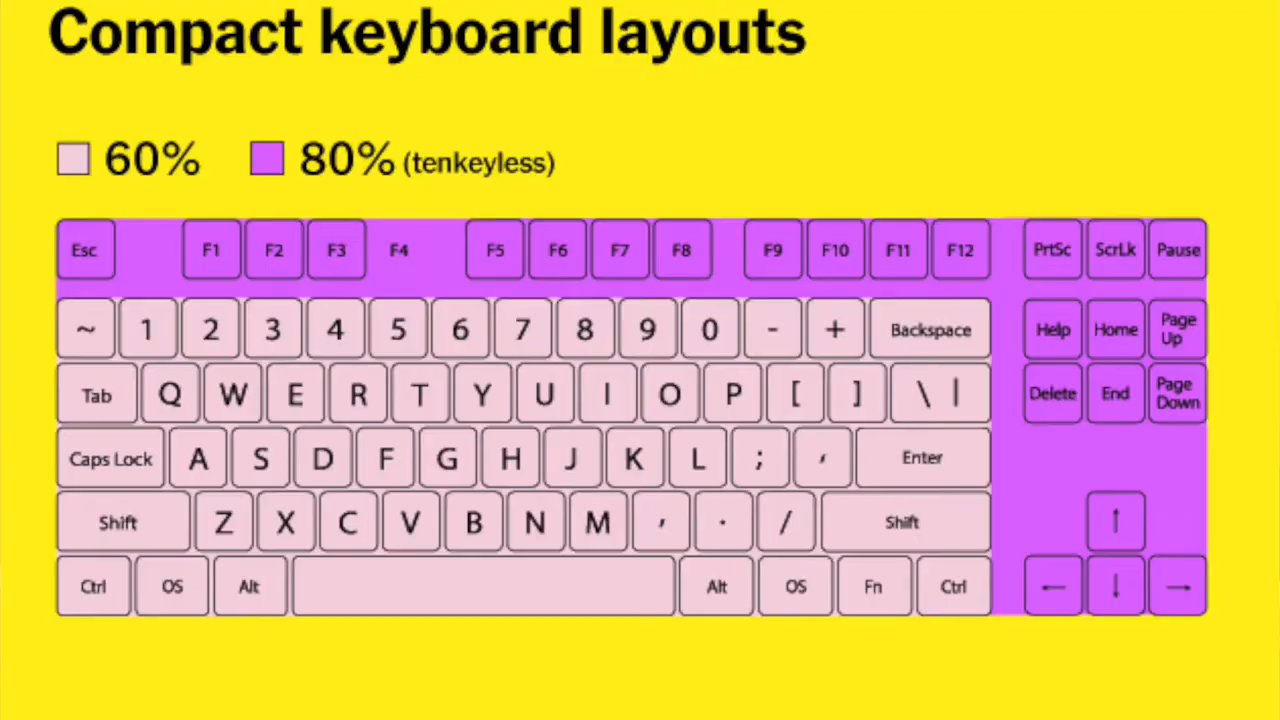 Compact keyboard layouts
60% 80% (tenkeyless)
Esc F1 F2 F3 F4 F5 F6 F7 F8 F9 F10 F11 F12 PrtSc ScrLk Pause
~ 1 2 3 4 5 6 7 8 9 0 - + Backspace Help Home Page Up
Tab Q W E R T Y U I O P [ ] \ | Delete End Page Down
Caps Lock A S D F G H J K L ; ‘ Enter
Shift Z X C V B N M , . / Shift ↑
Ctrl OS Alt Alt OS Fn Ctrl ← ↓ →